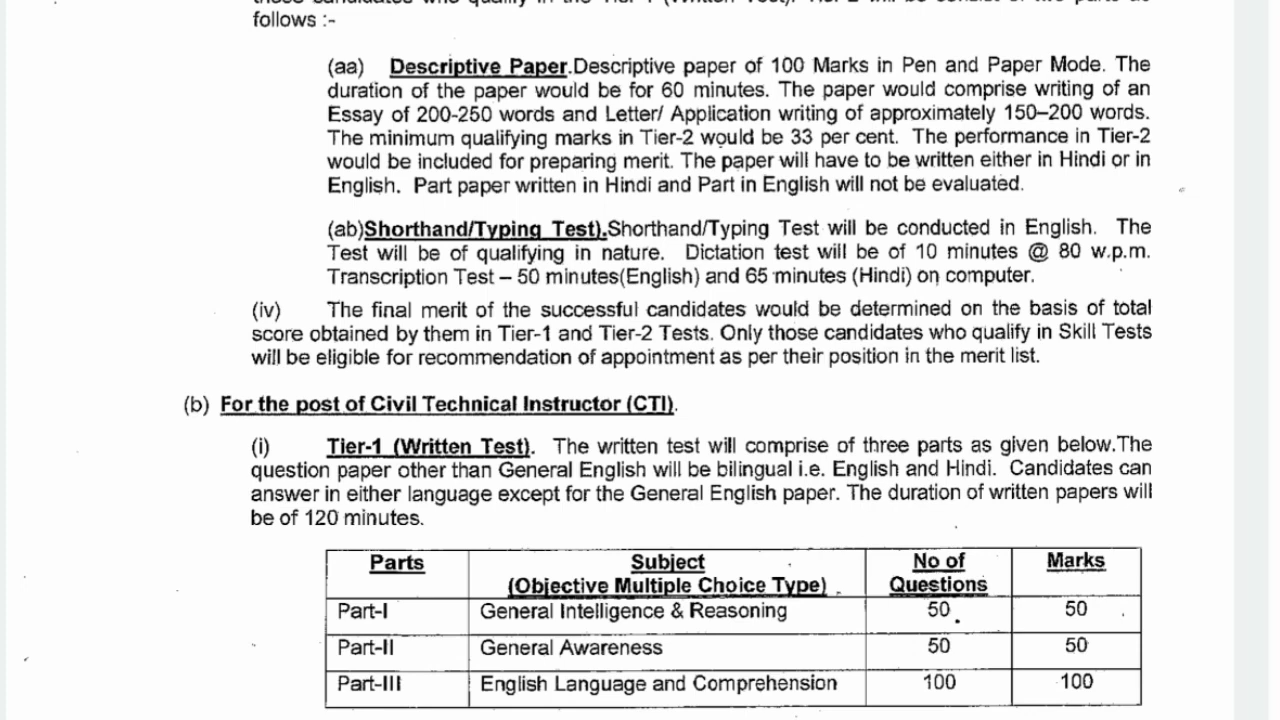 follows :-
(aa) Descriptive Paper.Descriptive paper of 100 Marks in Pen and Paper Mode. The
duration of the paper would be for 60 minutes. The paper would comprise writing of an
Essay of 200-250 words and Letter/ Application writing of approximately 150–200 words.
The minimum qualifying marks in Tier-2 would be 33 per cent. The performance in Tier-2
would be included for preparing merit. The paper will have to be written either in Hindi or in
English. Part paper written in Hindi and Part in English will not be evaluated.
(ab)Shorthand/Typing Test).Shorthand/Typing Test will be conducted in English. The
Test will be of qualifying in nature. Dictation test will be of 10 minutes @ 80 w.p.m.
Transcription Test – 50 minutes(English) and 65 minutes (Hindi) on computer.
(iv) The final merit of the successful candidates would be determined on the basis of total
score obtained by them in Tier-1 and Tier-2 Tests. Only those candidates who qualify in Skill Tests
will be eligible for recommendation of appointment as per their position in the merit list.
(b) For the post of Civil Technical Instructor (CTI).
(i) Tier-1 (Written Test). The written test will comprise of three parts as given below.The
question paper other than General English will be bilingual i.e. English and Hindi. Candidates can
answer in either language except for the General English paper. The duration of written papers will
be of 120 minutes.
Parts Subject No of Marks
(Objective Multiple Choice Type) Questions
Part-I General Intelligence & Reasoning 50 50
Part-II General Awareness 50 50
Part-III English Language and Comprehension 100 100